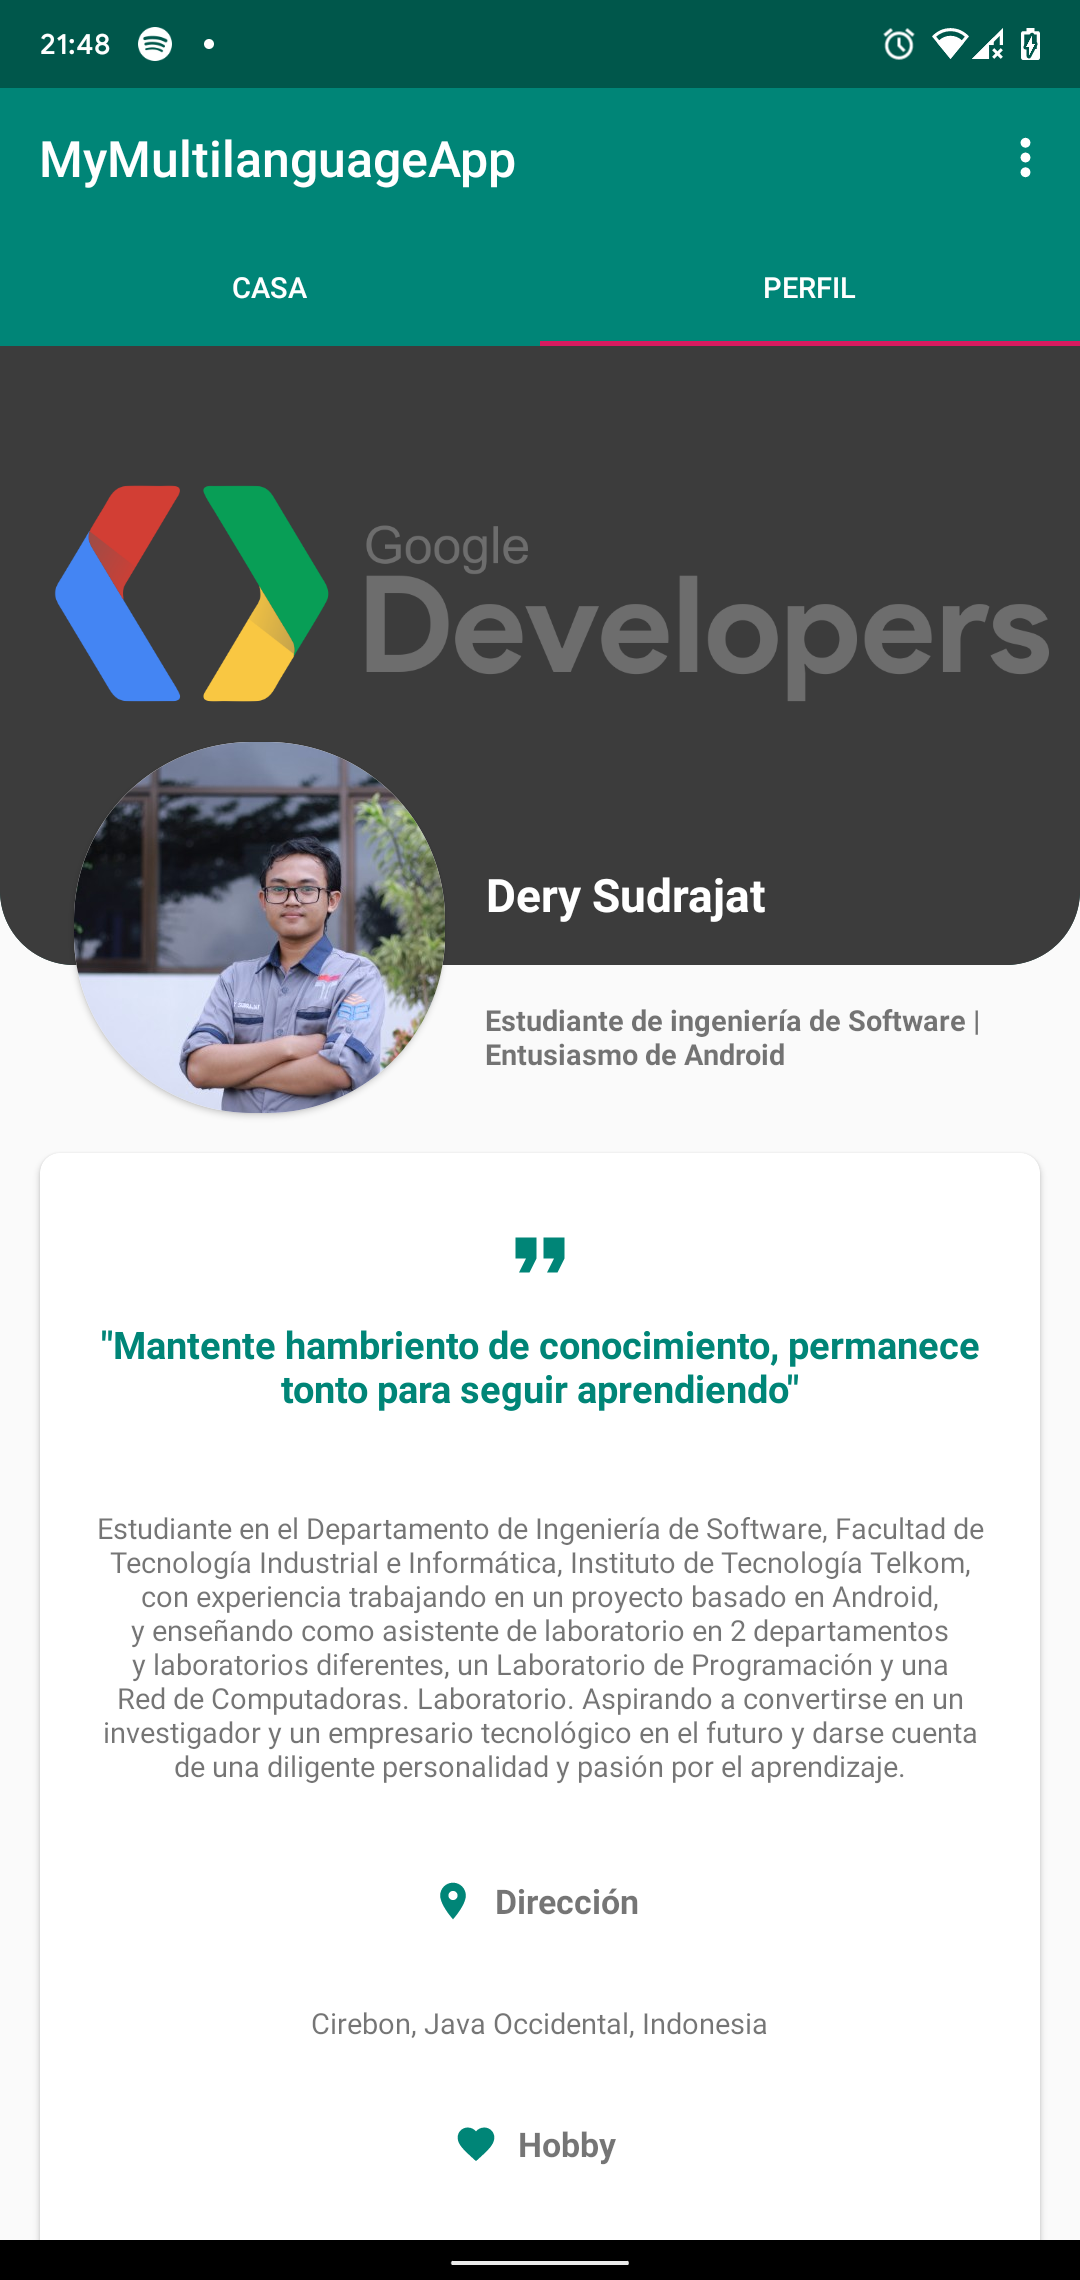 21:48
MyMultilanguageApp
CASA
PERFIL
Google
Developers
Dery Sudrajat
Estudiante de ingeniería de Software |
Entusiasmo de Android
"Mantente hambriento de conocimiento, permanece
tonto para seguir aprendiendo"
Estudiante en el Departamento de Ingeniería de Software, Facultad de
Tecnología Industrial e Informática, Instituto de Tecnología Telkom,
con experiencia trabajando en un proyecto basado en Android,
y enseñando como asistente de laboratorio en 2 departamentos
y laboratorios diferentes, un Laboratorio de Programación y una
Red de Computadoras. Laboratorio. Aspirando a convertirse en un
investigador y un empresario tecnológico en el futuro y darse cuenta
de una diligente personalidad y pasión por el aprendizaje.
Dirección
Cirebon, Java Occidental, Indonesia
Hobby